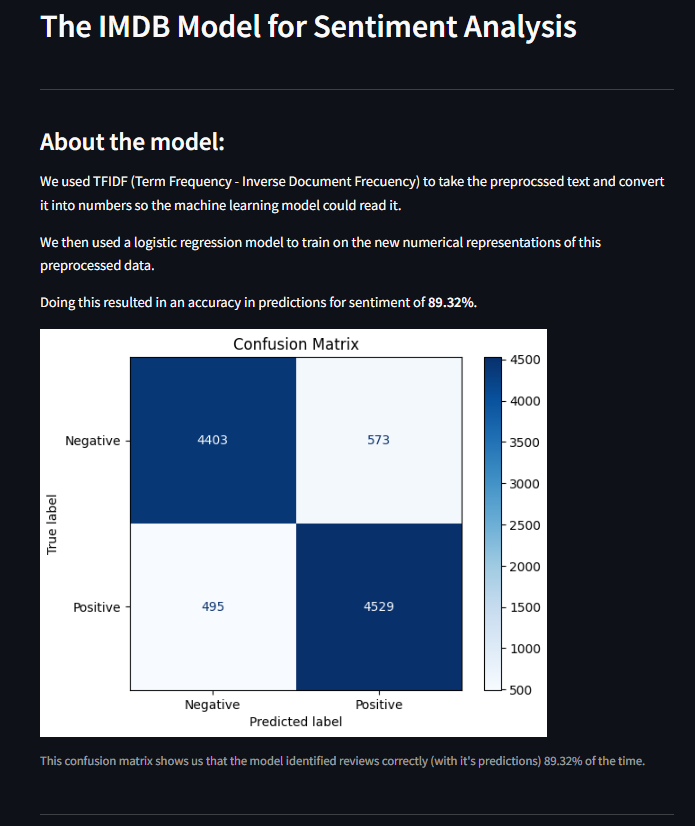 The IMDB Model for Sentiment Analysis
About the model:
We used TFIDF (Term Frequency - Inverse Document Frecuency) to take the preprocssed text and convert
it into numbers so the machine learning model could read it.
We then used a logistic regression model to train on the new numerical representations of this
preprocessed data.
Doing this resulted in an accuracy in predictions for sentiment of 89.32%.
Confusion Matrix
True label
Negative
4403
573
Positive
495
4529
Negative
Positive
Predicted label
4500
4000
3500
3000
2500
2000
1500
1000
500
This confusion matrix shows us that the model identified reviews correctly (with it's predictions) 89.32% of the time.